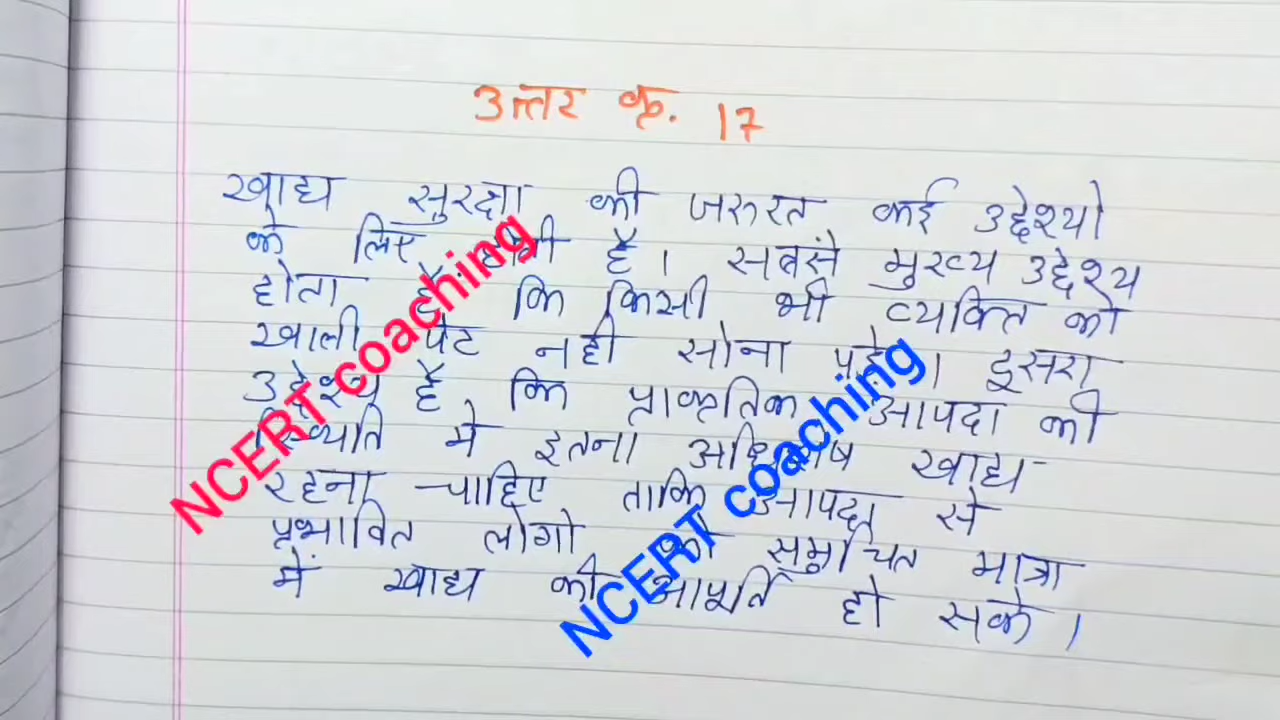 उत्तर क्र. 17
खाद्य सुरक्षा की जरुरत कई उद्देश्यो
के लिए होती है । सबसे मुख्य उद्देश्य
होता है कि किसी भी व्यक्ति को
खाली पेट नही सोना पड़े । दूसरा
उद्देश्य है कि प्राकृतिक आपदा की
स्थिति मे इतना अधिशेष खाद्य
रहना चाहिए ताकि आपदा से
प्रभावित लोगो को समुचित मात्रा
में खाद्य की आपूर्ति हो सके ।
NCERT coaching
NCERT coaching